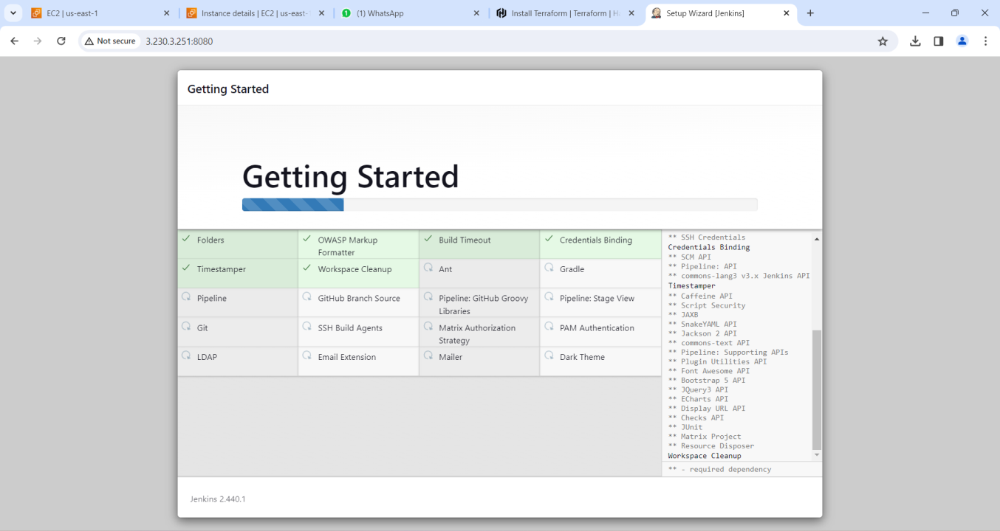 EC2 | us-east-1
Instance details | EC2 | us-east-
(1) WhatsApp
Install Terraform | Terraform | H
Setup Wizard [Jenkins]
Not secure
3.230.3.251:8080
Getting Started
Getting Started
Folders
OWASP Markup
Formatter
Build Timeout
Credentials Binding
Timestamper
Workspace Cleanup
Ant
Gradle
Pipeline
GitHub Branch Source
Pipeline: GitHub Groovy
Libraries
Pipeline: Stage View
Git
SSH Build Agents
Matrix Authorization
Strategy
PAM Authentication
LDAP
Email Extension
Mailer
Dark Theme
** SSH Credentials
Credentials Binding
** SCM API
** Pipeline: API
** commons-lang3 v3.x Jenkins API
Timestamper
** Caffeine API
** Script Security
** JAXB
** SnakeYAML API
** Jackson 2 API
** commons-text API
** Pipeline: Supporting APIs
** Plugin Utilities API
** Font Awesome API
** Bootstrap 5 API
** JQuery3 API
** ECharts API
** Display URL API
** Checks API
** JUnit
** Matrix Project
** Resource Disposer
Workspace Cleanup
** - required dependency
Jenkins 2.440.1